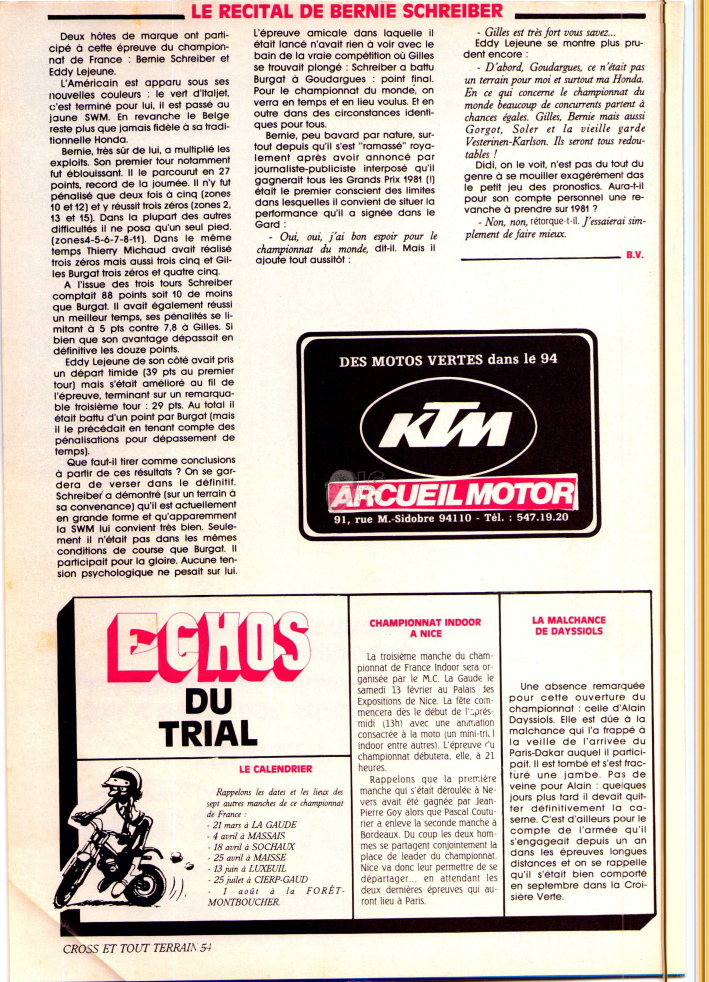 LE RECITAL DE BERNIE SCHREIBER
Deux hôtes de marque ont parti-
cipé à cette épreuve du champion-
nat de France : Bernie Schreiber et
Eddy Lejeune.
L'Américain est apparu sous ses
nouvelles couleurs : le vert d'Italjet,
c'est terminé pour lui, il est passé au
jaune SWM. En revanche le Belge
reste plus que jamais fidèle à sa tradi-
tionnelle Honda.
Bernie, très sûr de lui, a multiplié les
exploits. Son premier tour notamment
fut éblouissant. Il le parcourut en 27
points, record de la journée. Il n'y fut
pénalisé que deux fois à cinq (zones
10 et 12) et y réussit trois zéros (zones 2,
13 et 15). Dans la plupart des autres
difficultés il ne posa qu'un seul pied.
(zones4-5-6-7-8-11). Dans le même
temps Thierry Michaud avait réalisé
trois zéros mais aussi trois cinq et Gil-
les Burgat trois zéros et quatre cinq.
A l'issue des trois tours Schreiber
comptait 88 points soit 10 de moins
que Burgat. Il avait également réussi
un meilleur temps, ses pénalités se li-
mitant à 5 pts contre 7,8 à Gilles. Si
bien que son avantage dépassait en
définitive les douze points.
Eddy Lejeune de son côté avait pris
un départ timide (39 pts au premier
tour) mais s'était amélioré au fil de
l'épreuve, terminant sur un remarqua-
ble troisième tour : 29 pts. Au total il
était battu d'un point par Burgat (mais
il le précédait en tenant compte des
pénalisations pour dépassement de
temps).
Que faut-il tirer comme conclusions
à partir de ces résultats ? On se gar-
dera de verser dans le définitif.
Schreiber a démontré (sur un terrain à
sa convenance) qu'il est actuellement
en grande forme et qu'apparemment
la SWM lui convient très bien. Seule-
ment il n'était pas dans les mêmes
conditions de course que Burgat. Il
participait pour la gloire. Aucune ten-
sion psychologique ne pesait sur lui.
L'épreuve amicale dans laquelle il
était lancé n'avait rien à voir avec le
bain de la vraie compétition où Gilles
se trouvait plongé : Schreiber a battu
Burgat à Goudargues : point final.
Pour le championnat du monde, on
verra en temps et en lieu voulus. Et en
outre dans des circonstances identi-
ques pour tous.
Bernie, peu bavard par nature, sur-
tout depuis qu'il s'est "ramassé" roya-
lement après avoir annoncé par
journaliste-publiciste interposé qu'il
gagnerait tous les Grands Prix 1981 (!)
était le premier conscient des limites
dans lesquelles il convient de situer la
performance qu'il a signée dans le
Gard :
- Oui, oui, j'ai bon espoir pour le
championnat du monde, dit-il. Mais il
ajoute tout aussitôt :
- Gilles est très fort vous savez...
Eddy Lejeune se montre plus pru-
dent encore :
- D'abord, Goudargues, ce n'était pas
un terrain pour moi et surtout ma Honda.
En ce qui concerne le championnat du
monde beaucoup de concurrents partent à
chances égales. Gilles, Bernie mais aussi
Gorgot, Soler et la vieille garde
Vesterinen-Karlson. Ils seront tous redou-
tables !
Didi, on le voit, n'est pas du tout du
genre à se mouiller exagérément das
le petit jeu des pronostics. Aura-t-il
pour son compte personnel une re-
vanche à prendre sur 1981 ?
- Non, non, rétorque-t-il. J'essaierai sim-
plement de faire mieux.
B.V.
DES MOTOS VERTES dans le 94
KTM
ARCUEIL MOTOR
91, rue M.-Sidobre 94110 - Tél. : 547.19.20
ECHOS
DU
TRIAL
LE CALENDRIER
Rappelons les dates et les lieux des
sept autres manches de ce championnat
de France :
- 21 mars à LA GAUDE
- 4 avril à MASSAIS
- 18 avril à SOCHAUX
- 25 avril à MAISSE
- 13 juin à LUXEUIL
- 25 juilet à CIERP-GAUD
- 1 août à la FORÊT-
MONTBOUCHER.
CHAMPIONNAT INDOOR
A NICE
La troisième manche du cham-
pionnat de France Indoor sera or-
ganisée par le M.C. La Gaude le
samedi 13 février au Palais des
Expositions de Nice. La fête com-
mencera dès le début de l'après-
midi (13h) avec une animation
consacrée à la moto (un mini-trial
indoor entre autres). L'épreuve du
championnat débutera, elle, à 21
heures.
Rappelons que la première
manche qui s'était déroulée à Ne-
vers avait été gagnée par Jean-
Pierre Goy alors que Pascal Coutu-
rier a enlevé la seconde manche à
Bordeaux. Du coup les deux hom-
mes se partagent conjointement la
place de leader du championnat.
Nice va donc leur permettre de se
départager... en attendant les
deux dernières épreuves qui au-
ront lieu à Paris.
LA MALCHANCE
DE DAYSSIOLS
Une absence remarquée
pour cette ouverture du
championnat : celle d'Alain
Dayssiols. Elle est dûe à la
malchance qui l'a frappé à
la veille de l'arrivée du
Paris-Dakar auquel il partici-
pait. Il est tombé et s'est frac-
turé une jambe. Pas de
veine pour Alain : quelques
jours plus tard il devait quit-
ter définitivement la ca-
serne. C'est d'ailleurs pour le
compte de l'armée qu'il
s'engageait depuis un an
dans les épreuves longues
distances et on se rappelle
qu'il s'était bien comporté
en septembre dans la Croi-
sière Verte.
CROSS ET TOUT TERRAIN 54